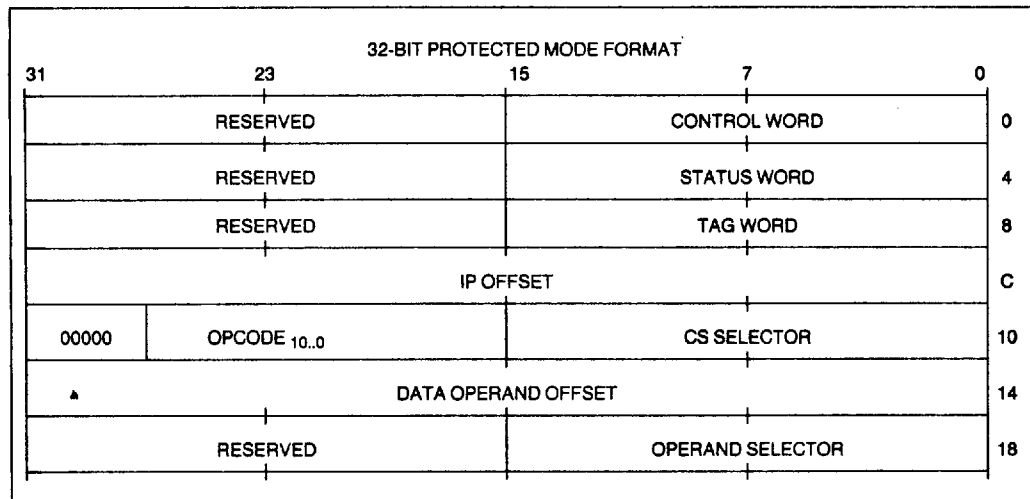 32-BIT PROTECTED MODE FORMAT
31 23 15 7 0
RESERVED CONTROL WORD 0
RESERVED STATUS WORD 4
RESERVED TAG WORD 8
IP OFFSET C
00000 OPCODE 10..0 CS SELECTOR 10
DATA OPERAND OFFSET 14
RESERVED OPERAND SELECTOR 18